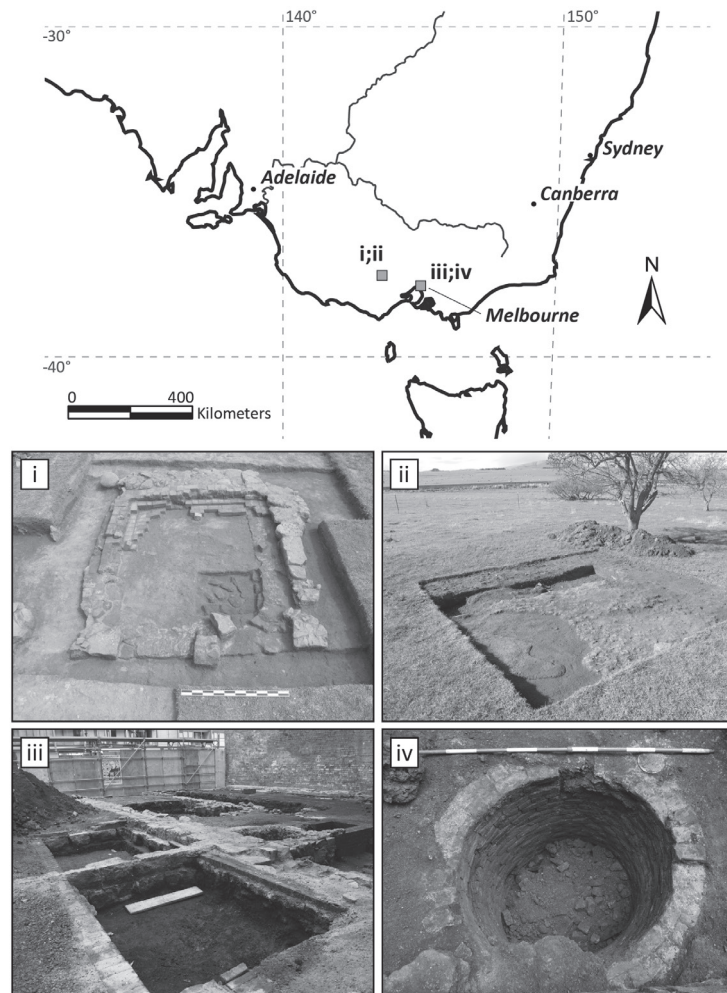 140°
150°
-30°
Sydney
Adelaide
Canberra
i;ii
iii;iv
N
Melbourne
-40°
0
400
Kilometers
i
ii
iii
iv